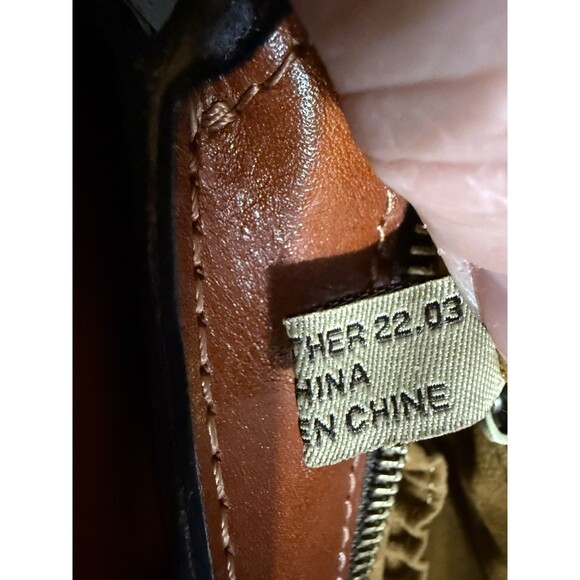 THER 22.03
HINA
EN CHINE